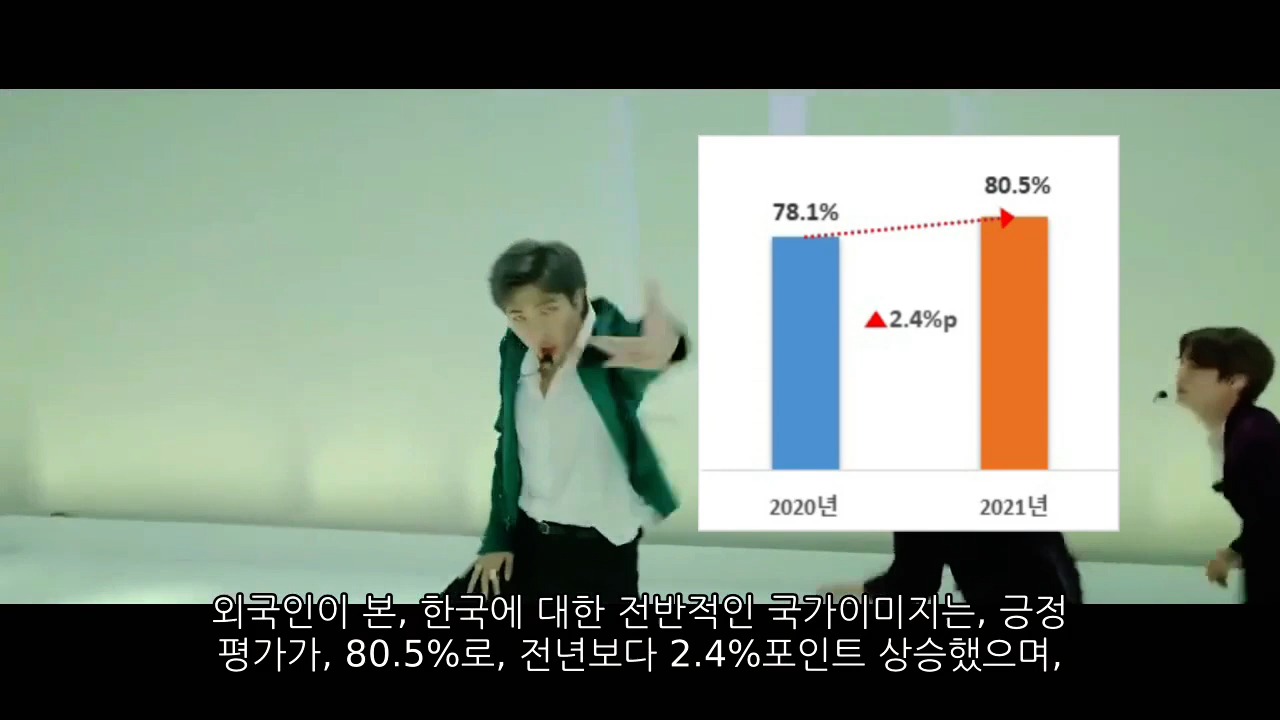 80.5%
78.1%
▲2.4%p
2020년
2021년
외국인이 본, 한국에 대한 전반적인 국가이미지는, 긍정
평가가, 80.5%로, 전년보다 2.4%포인트 상승했으며,